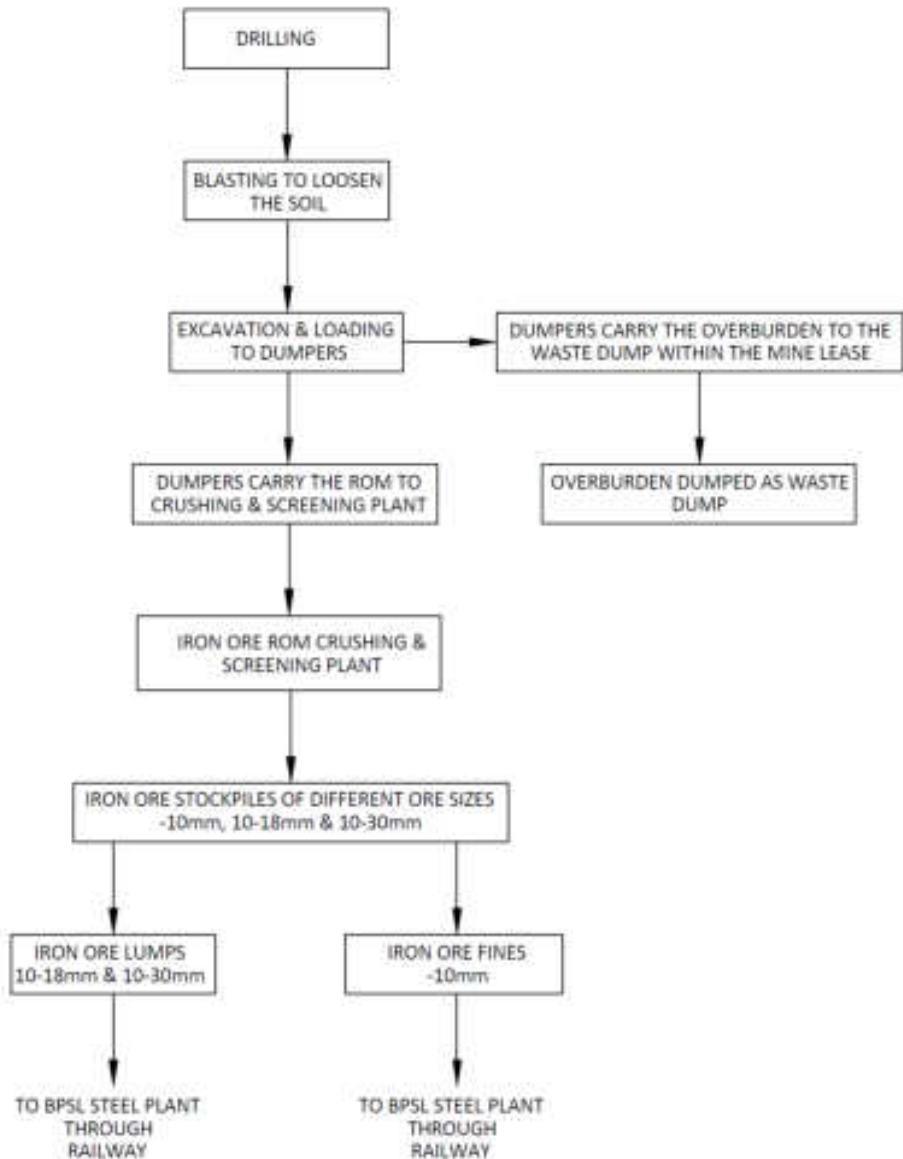 DRILLING
BLASTING TO LOOSEN
THE SOIL
EXCAVATION & LOADING
TO DUMPERS
DUMPERS CARRY THE OVERBURDEN TO THE
WASTE DUMP WITHIN THE MINE LEASE
DUMPERS CARRY THE ROM TO
CRUSHING & SCREENING PLANT
OVERBURDEN DUMPED AS WASTE
DUMP
IRON ORE ROM CRUSHING &
SCREENING PLANT
IRON ORE STOCKPILES OF DIFFERENT ORE SIZES
-10mm, 10-18mm & 10-30mm
IRON ORE LUMPS
10-18mm & 10-30mm
IRON ORE FINES
-10mm
TO BPSL STEEL PLANT
THROUGH
RAILWAY
TO BPSL STEEL PLANT
THROUGH
RAILWAY